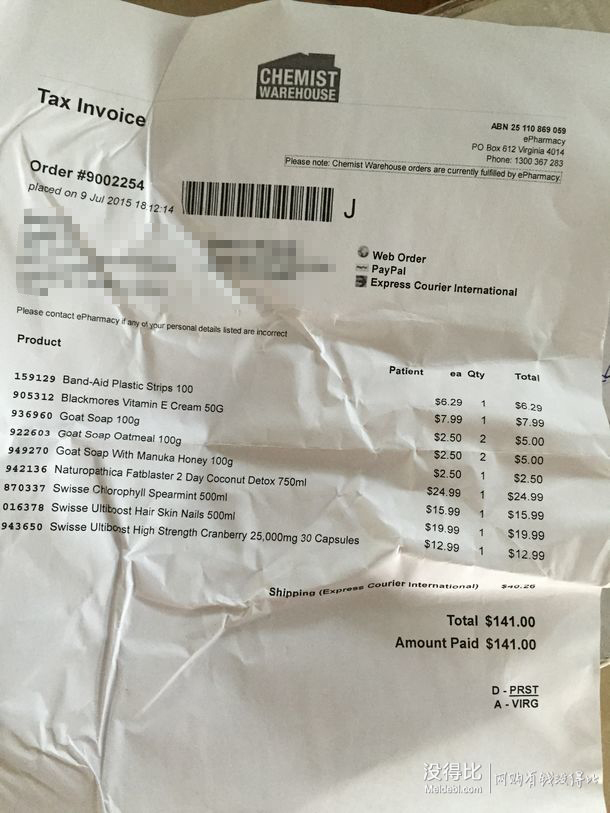 CHEMIST
WAREHOUSE
Tax Invoice
ABN 25 110 869 059
ePharmacy
PO Box 612 Virginia 4014
Phone: 1300 367 283
Please note: Chemist Warehouse orders are currently fulfilled by ePharmacy.
Order #9002254
placed on 9 Jul 2015 18:12:14
J
Web Order
PayPal
Express Courier International
Please contact ePharmacy if any of your personal details listed are incorrect
Product Patient ea Qty Total
159129 Band-Aid Plastic Strips 100 $6.29 1 $6.29
905312 Blackmores Vitamin E Cream 50G $7.99 1 $7.99
936960 Goat Soap 100g $2.50 2 $5.00
922603 Goat Soap Oatmeal 100g $2.50 2 $5.00
949270 Goat Soap With Manuka Honey 100g $2.50 1 $2.50
942136 Naturopathica Fatblaster 2 Day Coconut Detox 750ml $24.99 1 $24.99
870337 Swisse Chlorophyll Spearmint 500ml $15.99 1 $15.99
016378 Swisse Ultiboost Hair Skin Nails 500ml $19.99 1 $19.99
943650 Swisse Ultiboost High Strength Cranberry 25,000mg 30 Capsules $12.99 1 $12.99
Shipping (Express Courier International) $40.26
Total $141.00
Amount Paid $141.00
D - PRST
A - VIRG
没得比 网购有钱没得比
Meidebi.com